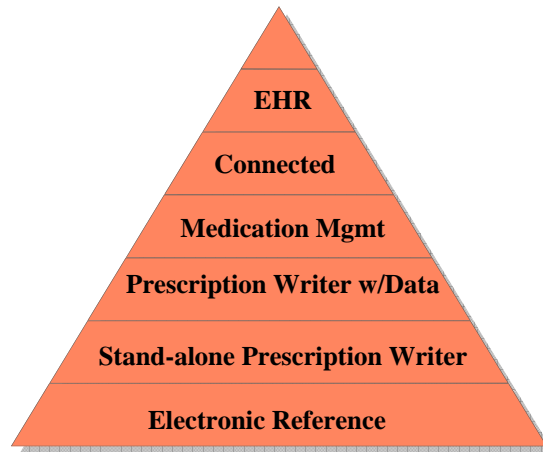 EHR
Connected
Medication Mgmt
Prescription Writer w/Data
Stand-alone Prescription Writer
Electronic Reference